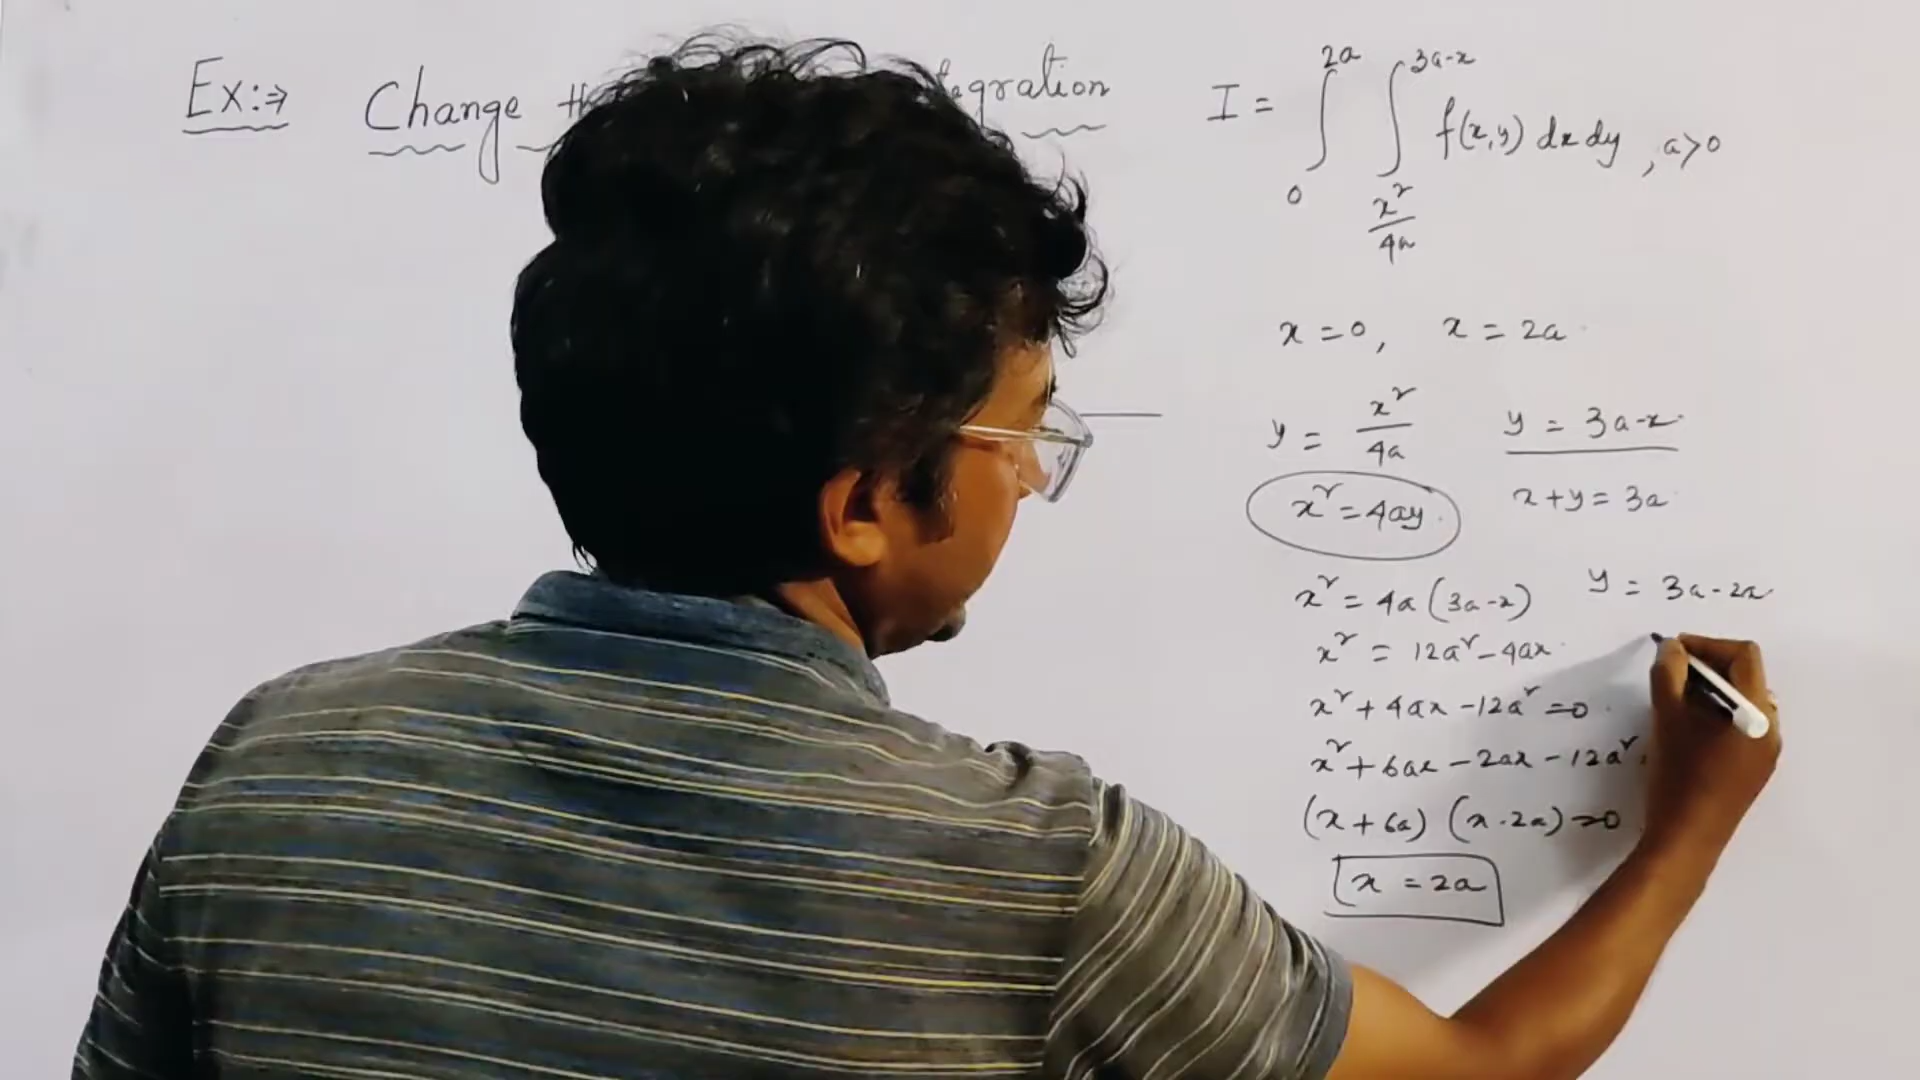 Ex:⇒ Change tegration
I = ∫₀^{2a} ∫_{x²/4a}^{3a-x} f(x,y) dx dy , a>0
x = 0, x = 2a
y = x²/4a y = 3a-x
x² = 4ay x+y = 3a
x² = 4a(3a-x) y = 3a-2a
x² = 12a² - 4ax
x² + 4ax - 12a² = 0
x² + 6ax - 2ax - 12a²
(x+6a) (x-2a) = 0
x = 2a